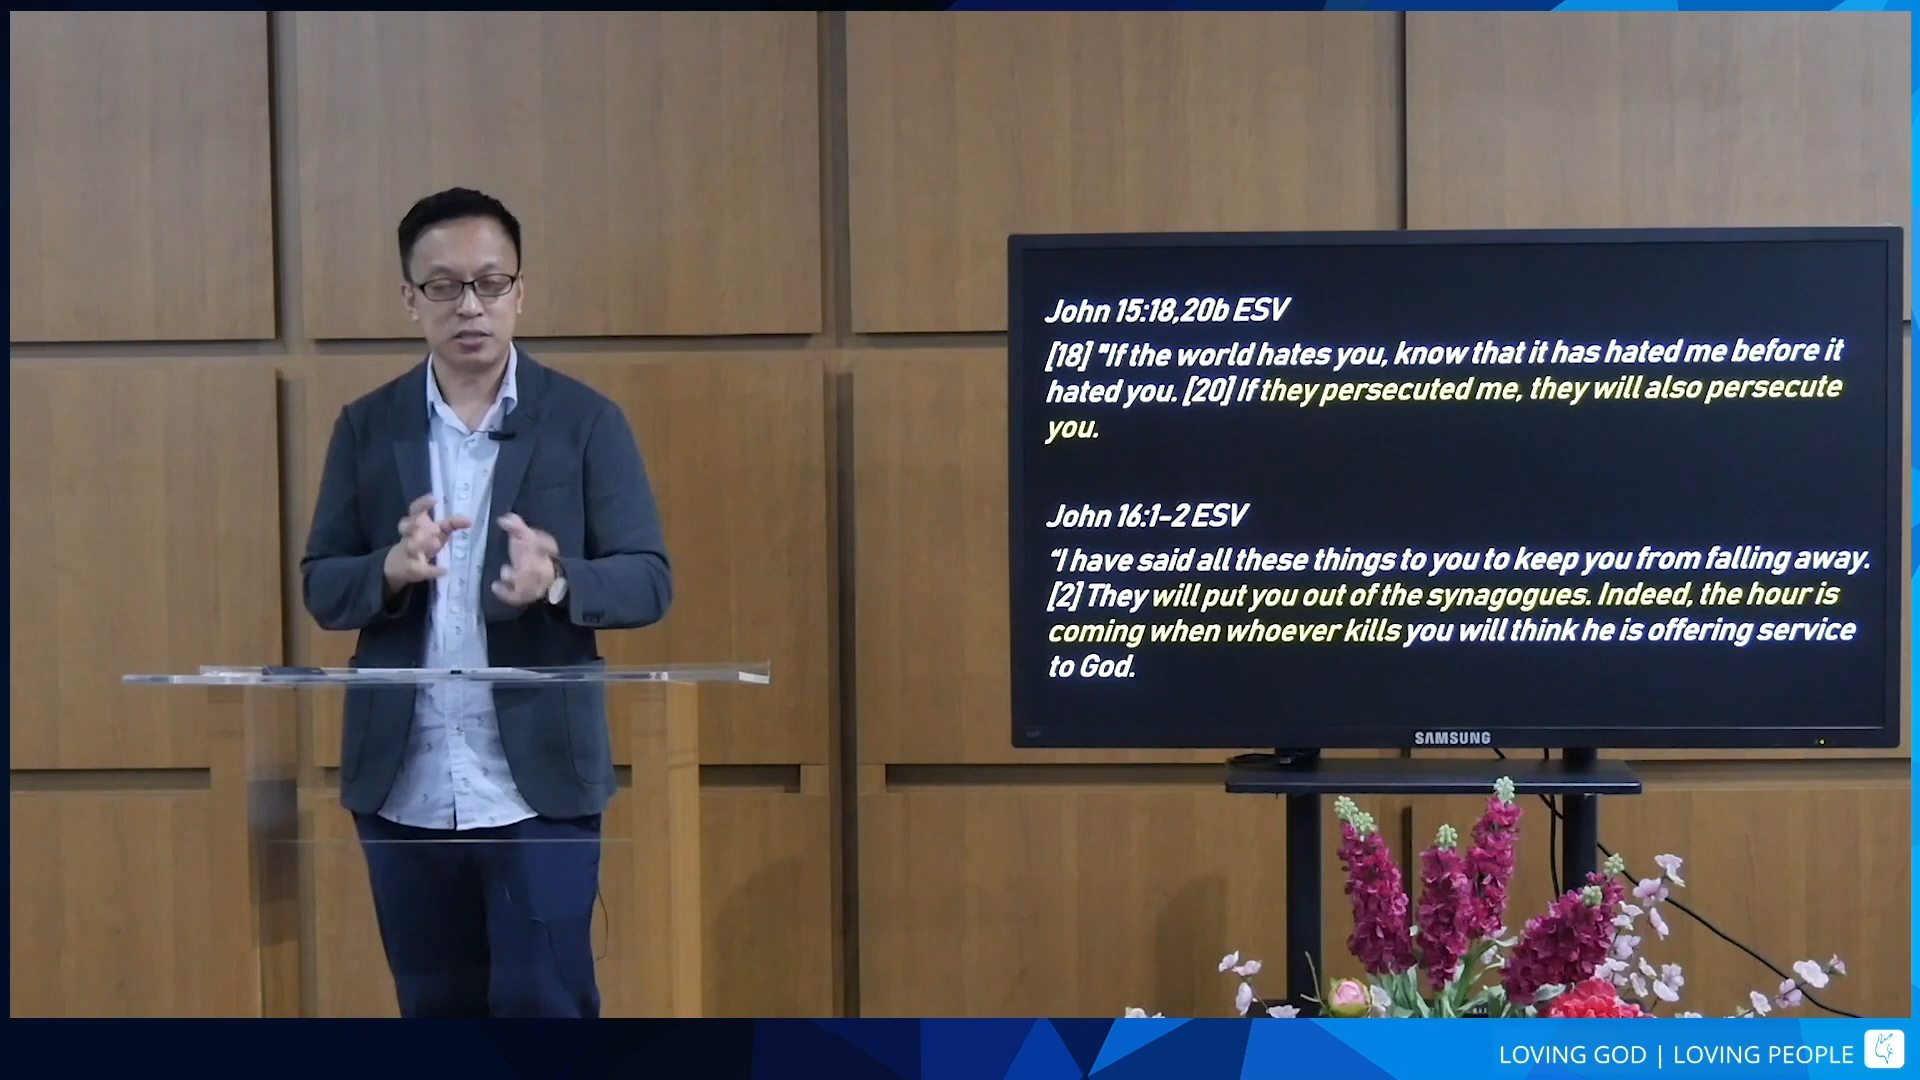 John 15:18,20b ESV
[18] "If the world hates you, know that it has hated me before it
hated you. [20] If they persecuted me, they will also persecute
you.
John 16:1-2 ESV
“I have said all these things to you to keep you from falling away.
[2] They will put you out of the synagogues. Indeed, the hour is
coming when whoever kills you will think he is offering service
to God.
SAMSUNG
LOVING GOD | LOVING PEOPLE